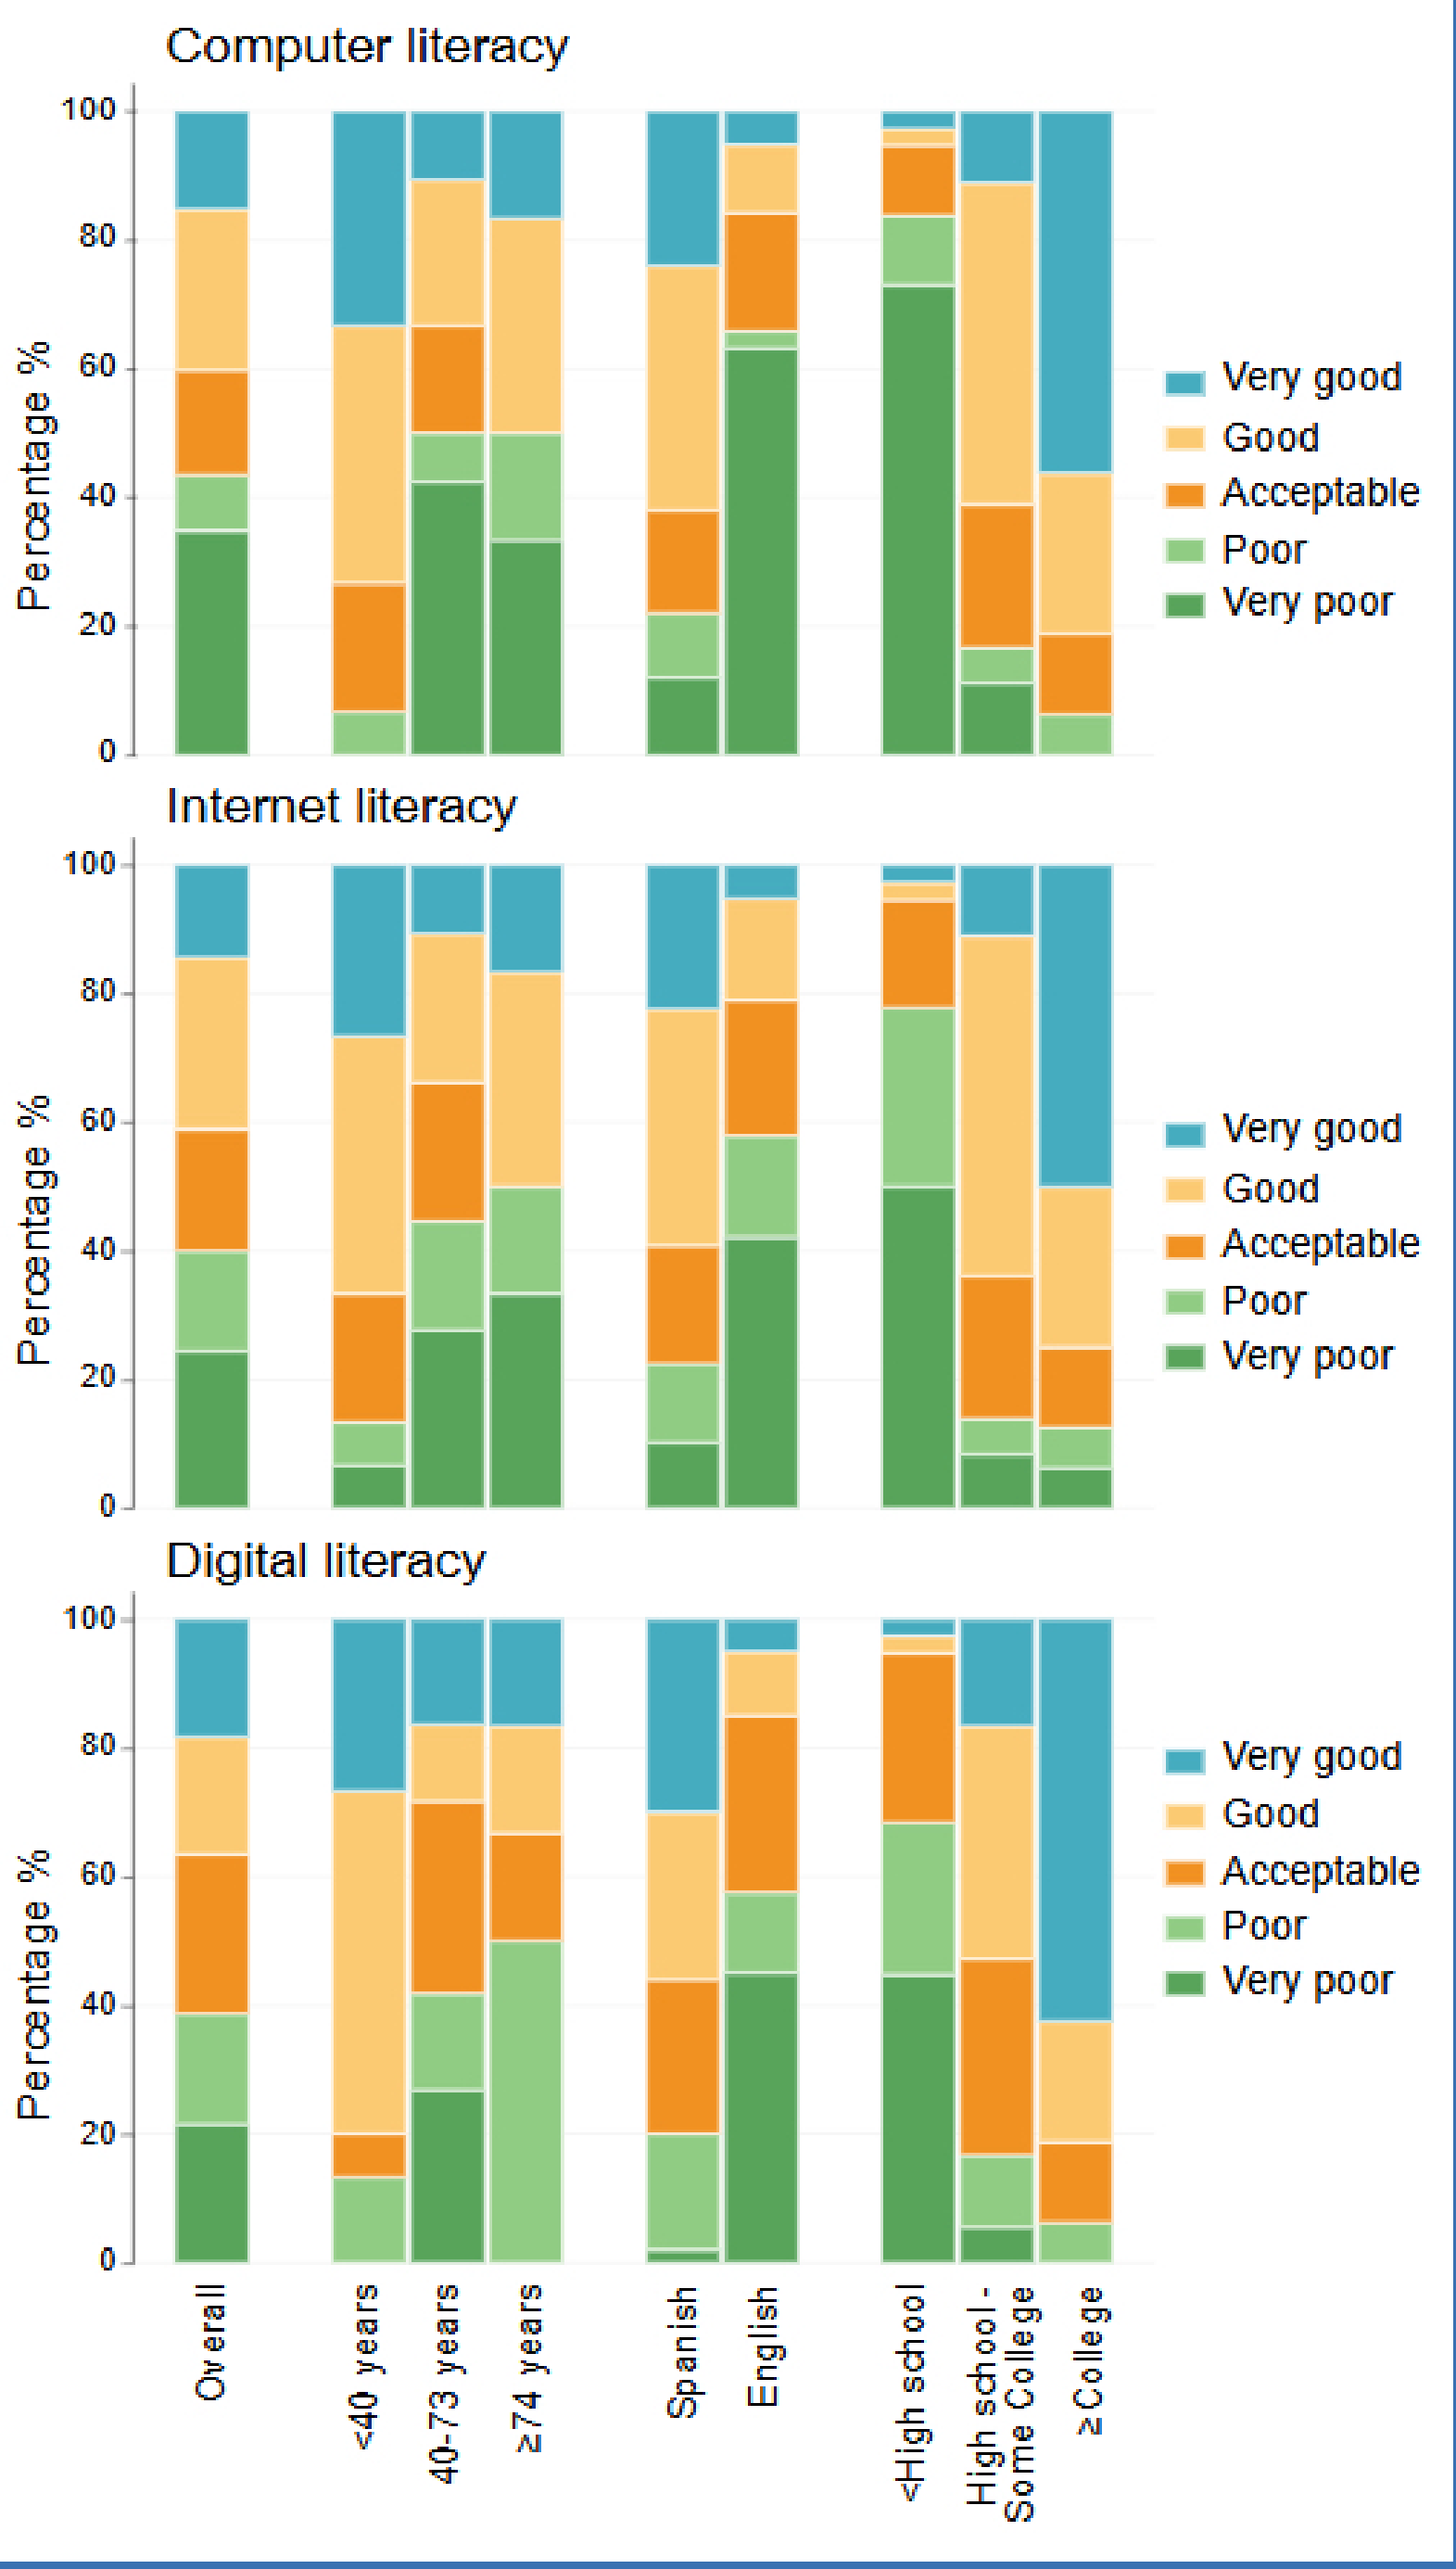 Computer literacy
100
80
60
40
20
0
Percentage %
Very good
Good
Acceptable
Poor
Very poor
Internet literacy
100
80
60
40
20
0
Percentage %
Very good
Good
Acceptable
Poor
Very poor
Digital literacy
100
80
60
40
20
0
Percentage %
Very good
Good
Acceptable
Poor
Very poor
Overall
<40 years
40-73 years
≥74 years
Spanish
English
<High school
High school-
Some College
≥College